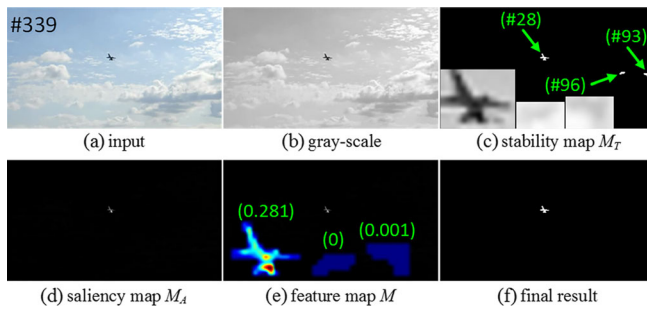 #339
(#28)
(#93)
(#96)
(a) input
(b) gray-scale
(c) stability map M_T
(0.281)
(0)
(0.001)
(d) saliency map M_A
(e) feature map M
(f) final result